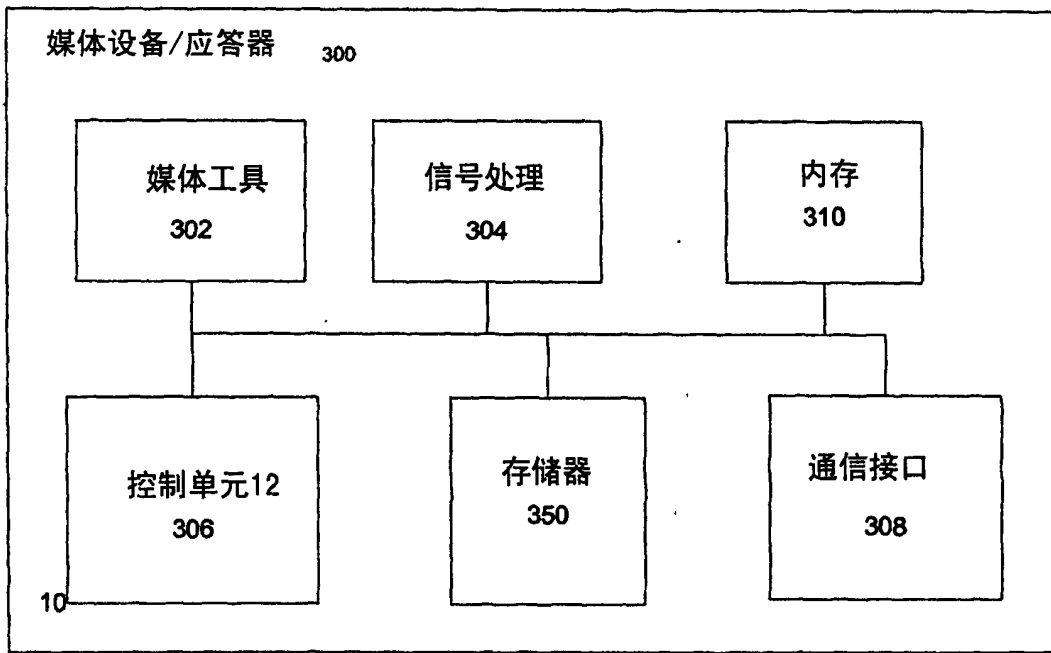 媒体设备/应答器 300
媒体工具
302
信号处理
304
内存
310
控制单元12
306
存储器
350
通信接口
308
10